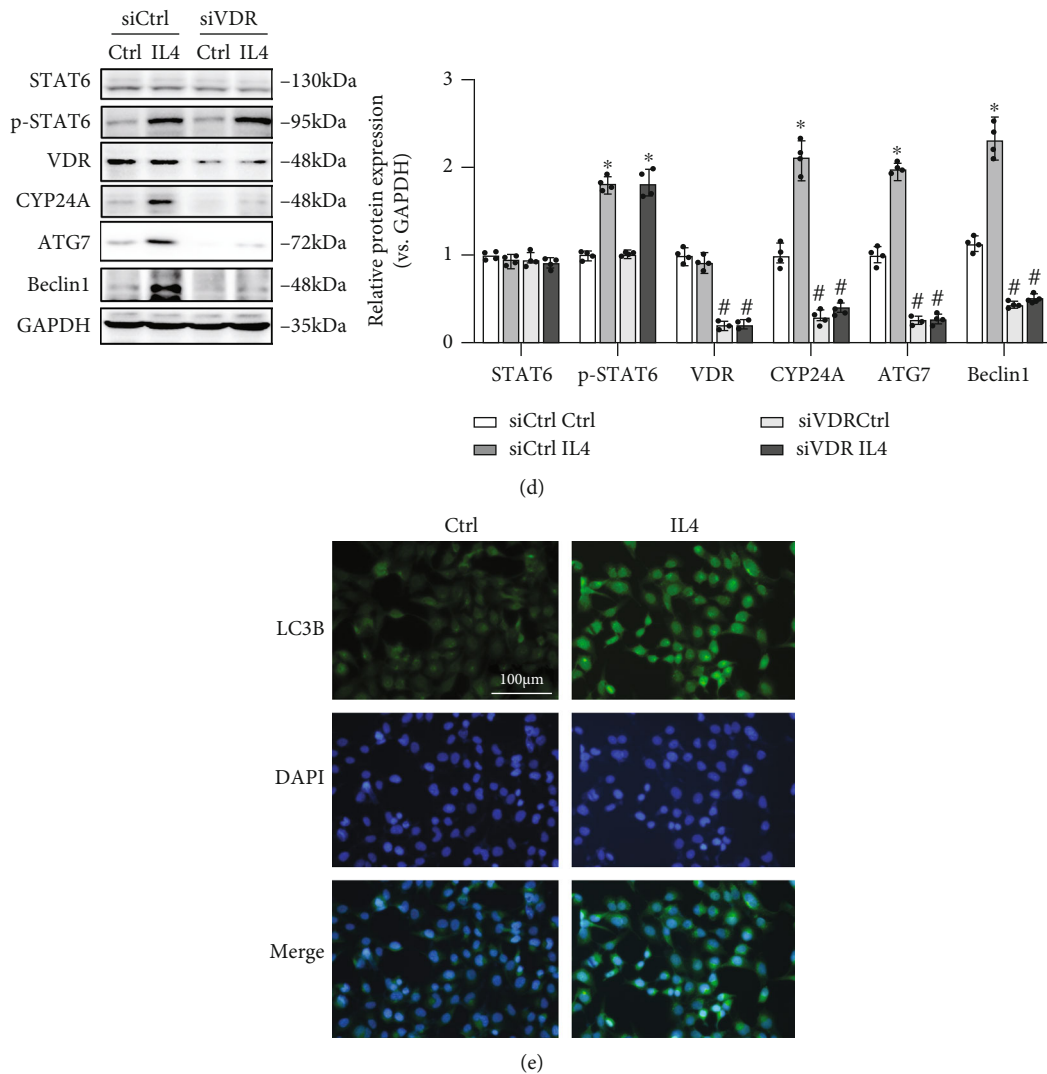 siCtrl siVDR
Ctrl IL4 Ctrl IL4
STAT6 –130kDa
p-STAT6 –95kDa
VDR –48kDa
CYP24A –48kDa
ATG7 –72kDa
Beclin1 –48kDa
GAPDH –35kDa
Relative protein expression
(vs. GAPDH)
3
2
1
0
* * * * *
# # # # # # # #
STAT6 p-STAT6 VDR CYP24A ATG7 Beclin1
siCtrl Ctrl siVDRCtrl
siCtrl IL4 siVDR IL4
(d)
Ctrl IL4
LC3B
100μm
DAPI
Merge
(e)